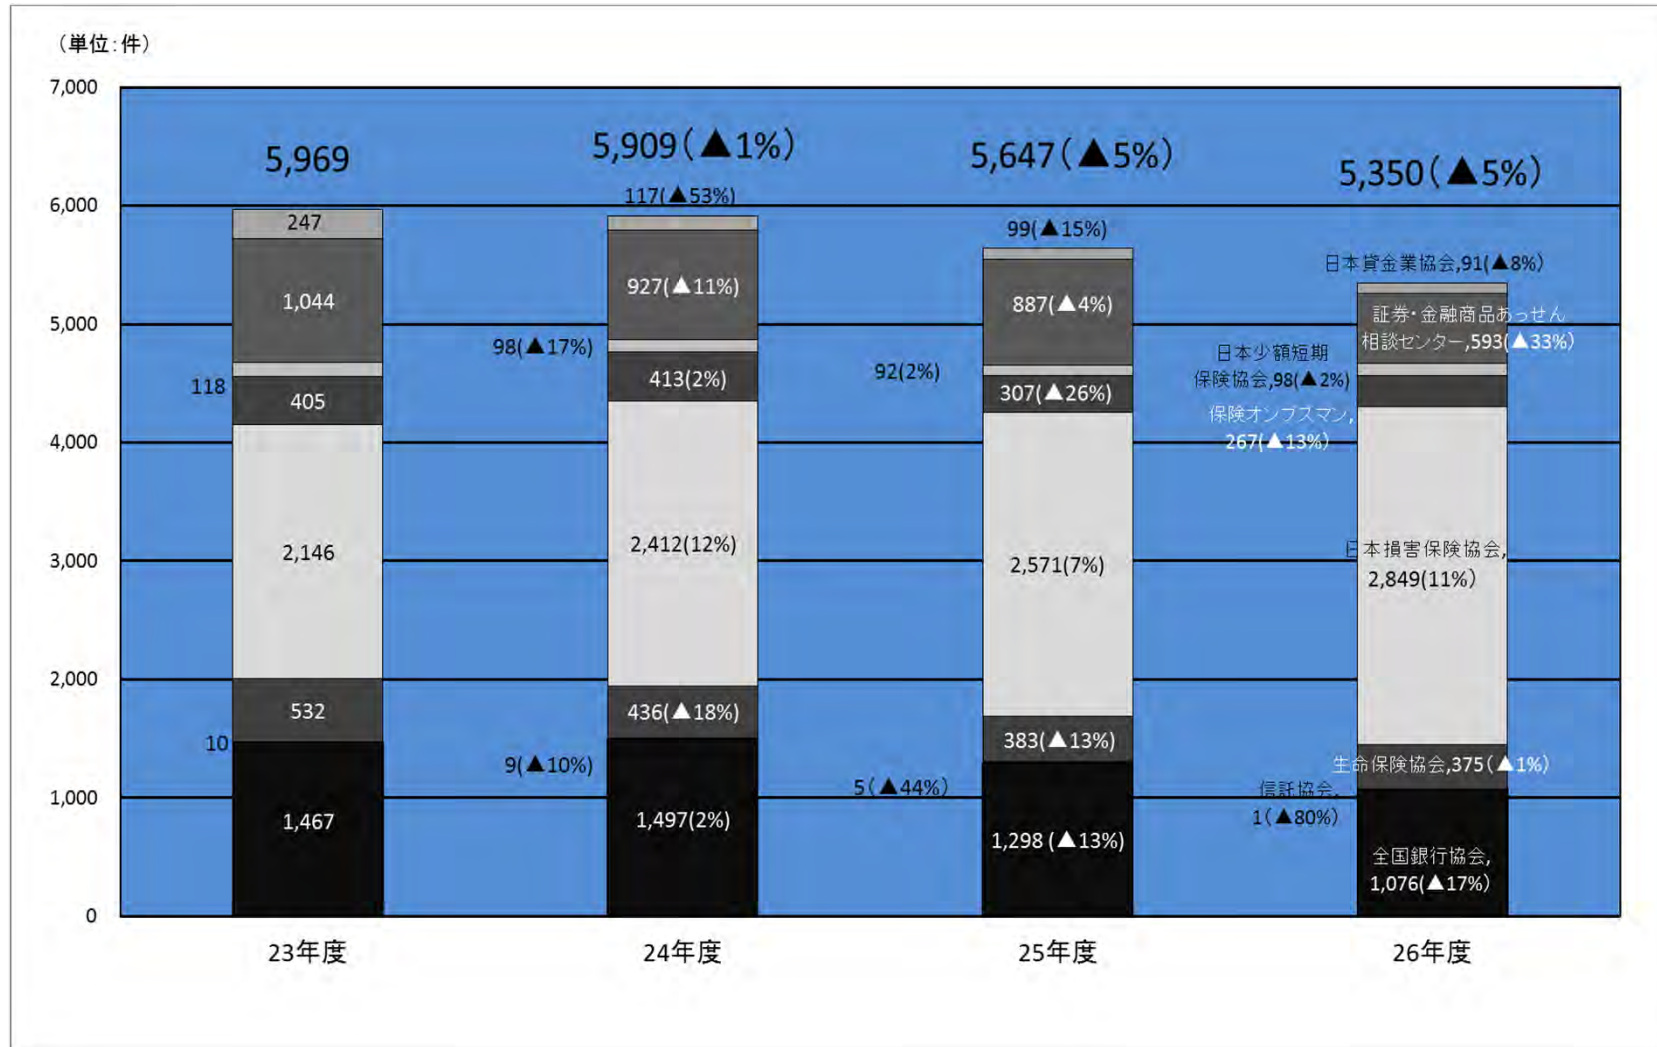 （単位：件）
7,000
6,000
5,000
4,000
3,000
2,000
1,000
0
5,969
247
1,044
118
405
2,146
532
10
1,467
23年度
5,909（▲1%）
117(▲53%)
927(▲11%)
98(▲17%)
413(2%)
2,412(12%)
436(▲18%)
9(▲10%)
1,497(2%)
24年度
5,647（▲5%）
99(▲15%)
887(▲4%)
92(2%)
307(▲26%)
2,571(7%)
383(▲13%)
5（▲44%）
1,298 (▲13%)
25年度
5,350（▲5%）
日本貸金業協会,91(▲8%）
証券・金融商品あっせん
相談センター,593(▲33%)
日本少額短期
保険協会,98(▲2%)
保険オンブズマン,
267(▲13%）
日本損害保険協会,
2,849(11%）
生命保険協会,375（▲1%）
信託協会,
1（▲80%）
全国銀行協会,
1,076(▲17%）
26年度